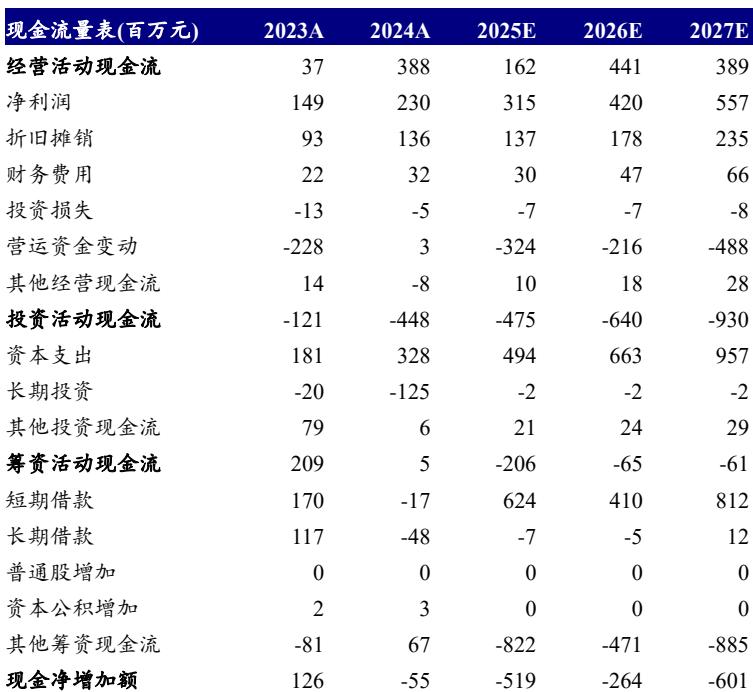 现金流量表(百万元) 2023A 2024A 2025E 2026E 2027E
经营活动现金流 37 388 162 441 389
净利润 149 230 315 420 557
折旧摊销 93 136 137 178 235
财务费用 22 32 30 47 66
投资损失 -13 -5 -7 -7 -8
营运资金变动 -228 3 -324 -216 -488
其他经营现金流 14 -8 10 18 28
投资活动现金流 -121 -448 -475 -640 -930
资本支出 181 328 494 663 957
长期投资 -20 -125 -2 -2 -2
其他投资现金流 79 6 21 24 29
筹资活动现金流 209 5 -206 -65 -61
短期借款 170 -17 624 410 812
长期借款 117 -48 -7 -5 12
普通股增加 0 0 0 0 0
资本公积增加 2 3 0 0 0
其他筹资现金流 -81 67 -822 -471 -885
现金净增加额 126 -55 -519 -264 -601